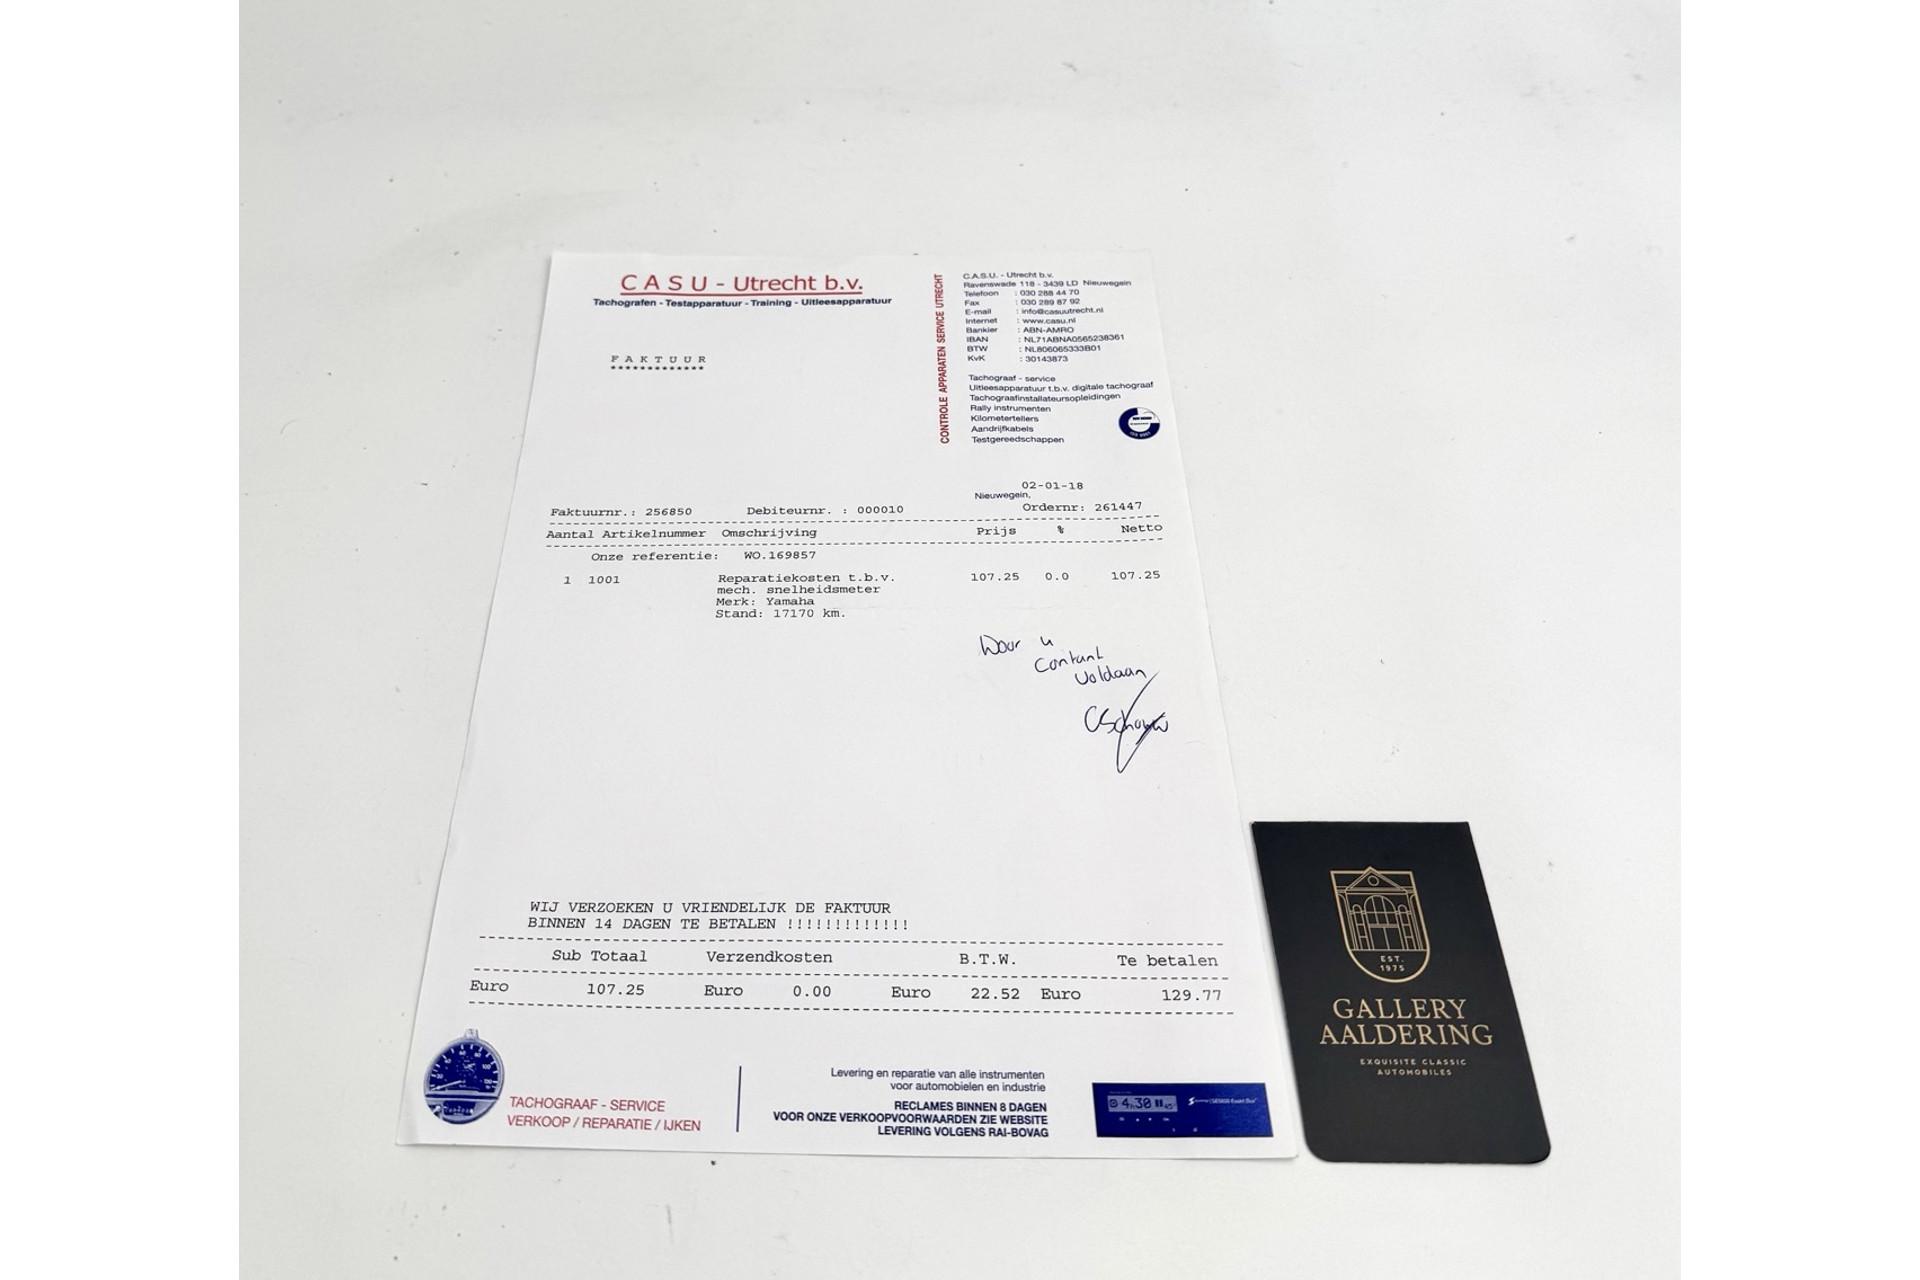 C A S U - Utrecht b.v.
Tachografen - Testapparatuur - Training - Uitleesapparatuur
CONTROLE APPARATEN SERVICE UTRECHT
C.A.S.U. - Utrecht b.v.
Ravenswade 118 - 3439 LD Nieuwegein
Telefoon : 030 288 44 70
Fax : 030 289 87 92
E-mail : info@casuutrecht.nl
Internet : www.casu.nl
Bankier : ABN-AMRO
IBAN : NL71ABNA0565238361
BTW : NL806065333B01
KvK : 30143873
Tachograaf - service
Uitleesapparatuur t.b.v. digitale tachograaf
Tachograafinstallateursopleidingen
Rally instrumenten
Kilometertellers
Aandrijfkabels
Testgereedschappen
F A K T U U R
*************
02-01-18
Nieuwegein,
Faktuurnr.: 256850 Debiteurnr. : 000010 Ordernr: 261447
Aantal Artikelnummer Omschrijving Prijs % Netto
Onze referentie: WO.169857
1 1001 Reparatiekosten t.b.v. 107.25 0.0 107.25
mech. snelheidsmeter
Merk: Yamaha
Stand: 17170 km.
Door u
Contant
Voldaan
WIJ VERZOEKEN U VRIENDELIJK DE FAKTUUR
BINNEN 14 DAGEN TE BETALEN !!!!!!!!!!!!!
Sub Totaal Verzendkosten B.T.W. Te betalen
Euro 107.25 Euro 0.00 Euro 22.52 Euro 129.77
TACHOGRAAF - SERVICE
VERKOOP / REPARATIE / IJKEN
Levering en reparatie van alle instrumenten
voor automobielen en industrie
RECLAMES BINNEN 8 DAGEN
VOOR ONZE VERKOOPVOORWAARDEN ZIE WEBSITE
LEVERING VOLGENS RAI-BOVAG
EST.
1975
GALLERY
AALDERING
EXQUISITE CLASSIC
AUTOMOBILES